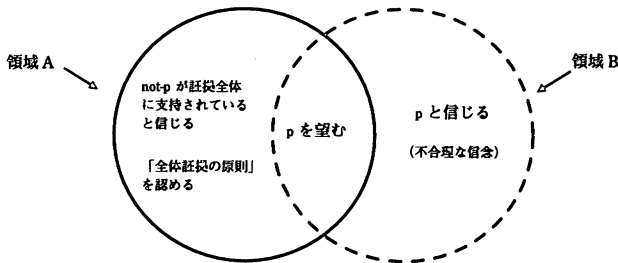 領域 A
領域 B
not-p が証拠全体
に支持されている
と信じる
「全体証拠の原則」
を認める
p を望む
p と信じる
(不合理な信念)